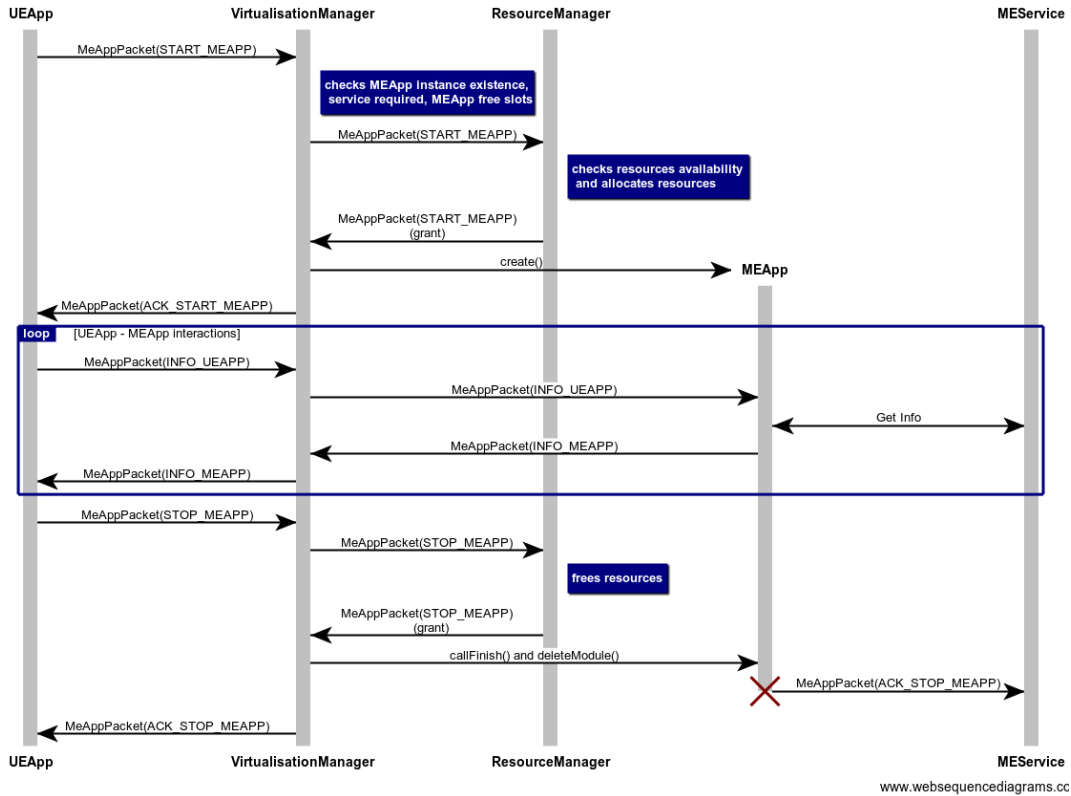 UEApp VirtualisationManager ResourceManager MEService
MeAppPacket(START_MEAPP)
checks MEApp instance existence,
service required, MEApp free slots
MeAppPacket(START_MEAPP)
checks resources availability
and allocates resources
MeAppPacket(START_MEAPP)
(grant)
create()
MEApp
MeAppPacket(ACK_START_MEAPP)
loop [UEApp - MEApp interactions]
MeAppPacket(INFO_UEAPP)
MeAppPacket(INFO_UEAPP)
Get Info
MeAppPacket(INFO_MEAPP)
MeAppPacket(INFO_MEAPP)
MeAppPacket(STOP_MEAPP)
MeAppPacket(STOP_MEAPP)
frees resources
MeAppPacket(STOP_MEAPP)
(grant)
callFinish() and deleteModule()
MeAppPacket(ACK_STOP_MEAPP)
MeAppPacket(ACK_STOP_MEAPP)
UEApp VirtualisationManager ResourceManager MEService
www.websequencediagrams.co